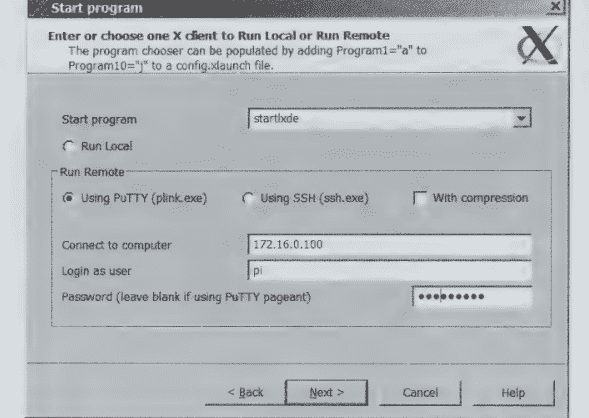 Start program
Enter or choose one X client to Run Local or Run Remote
The program chooser can be populated by adding Program1="a" to
Program10="j" to a config.xlaunch file.
Start program
startlxde
Run Local
Run Remote
Using PuTTY (plink.exe)
Using SSH (ssh.exe)
With compression
Connect to computer
172.16.0.100
Login as user
pi
Password (leave blank if using PuTTY pageant)
•••••••••
< Back
Next >
Cancel
Help